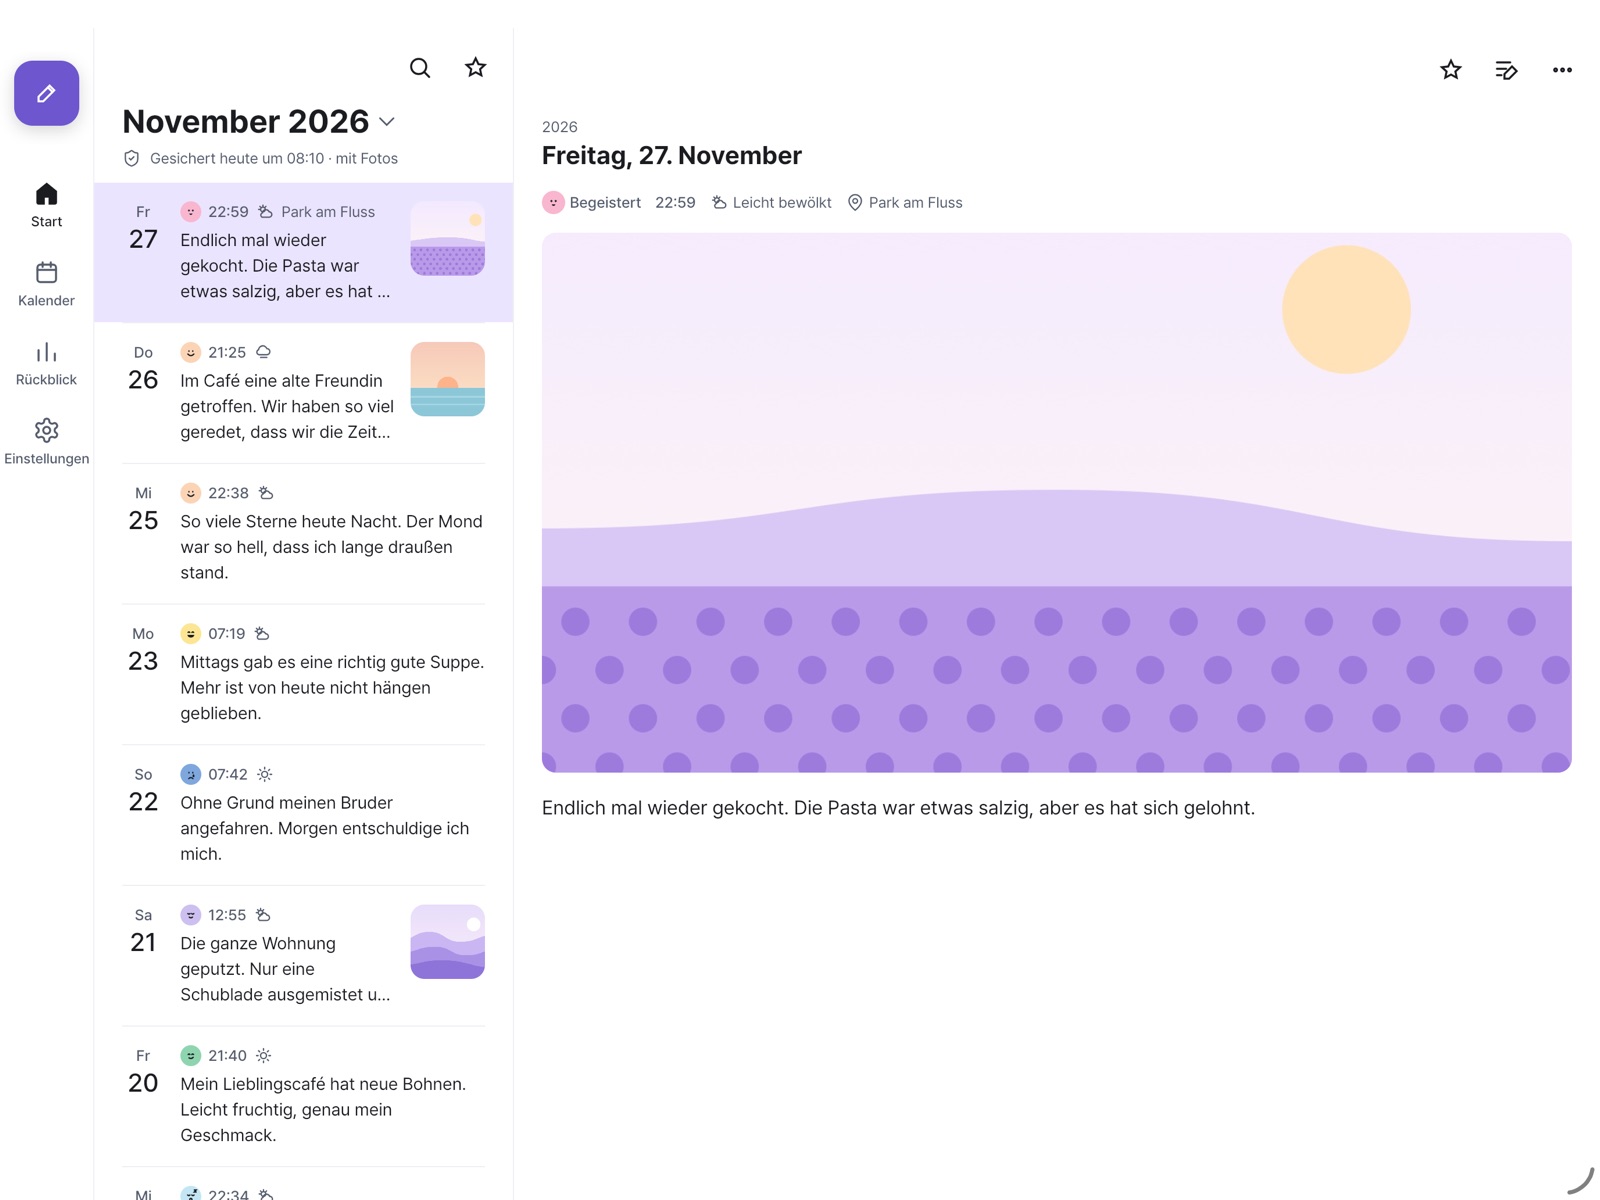 Start
Kalender
Rückblick
Einstellungen
November 2026
Gesichert heute um 08:10 · mit Fotos
Fr
27
22:59 Park am Fluss
Endlich mal wieder
gekocht. Die Pasta war
etwas salzig, aber es hat ...
Do
26
21:25
Im Café eine alte Freundin
getroffen. Wir haben so viel
geredet, dass wir die Zeit...
Mi
25
22:38
So viele Sterne heute Nacht. Der Mond
war so hell, dass ich lange draußen
stand.
Mo
23
07:19
Mittags gab es eine richtig gute Suppe.
Mehr ist von heute nicht hängen
geblieben.
So
22
07:42
Ohne Grund meinen Bruder
angefahren. Morgen entschuldige ich
mich.
Sa
21
12:55
Die ganze Wohnung
geputzt. Nur eine
Schublade ausgemistet u...
Fr
20
21:40
Mein Lieblingscafé hat neue Bohnen.
Leicht fruchtig, genau mein
Geschmack.
Mi
22:34
2026
Freitag, 27. November
Begeistert 22:59 Leicht bewölkt Park am Fluss
Endlich mal wieder gekocht. Die Pasta war etwas salzig, aber es hat sich gelohnt.